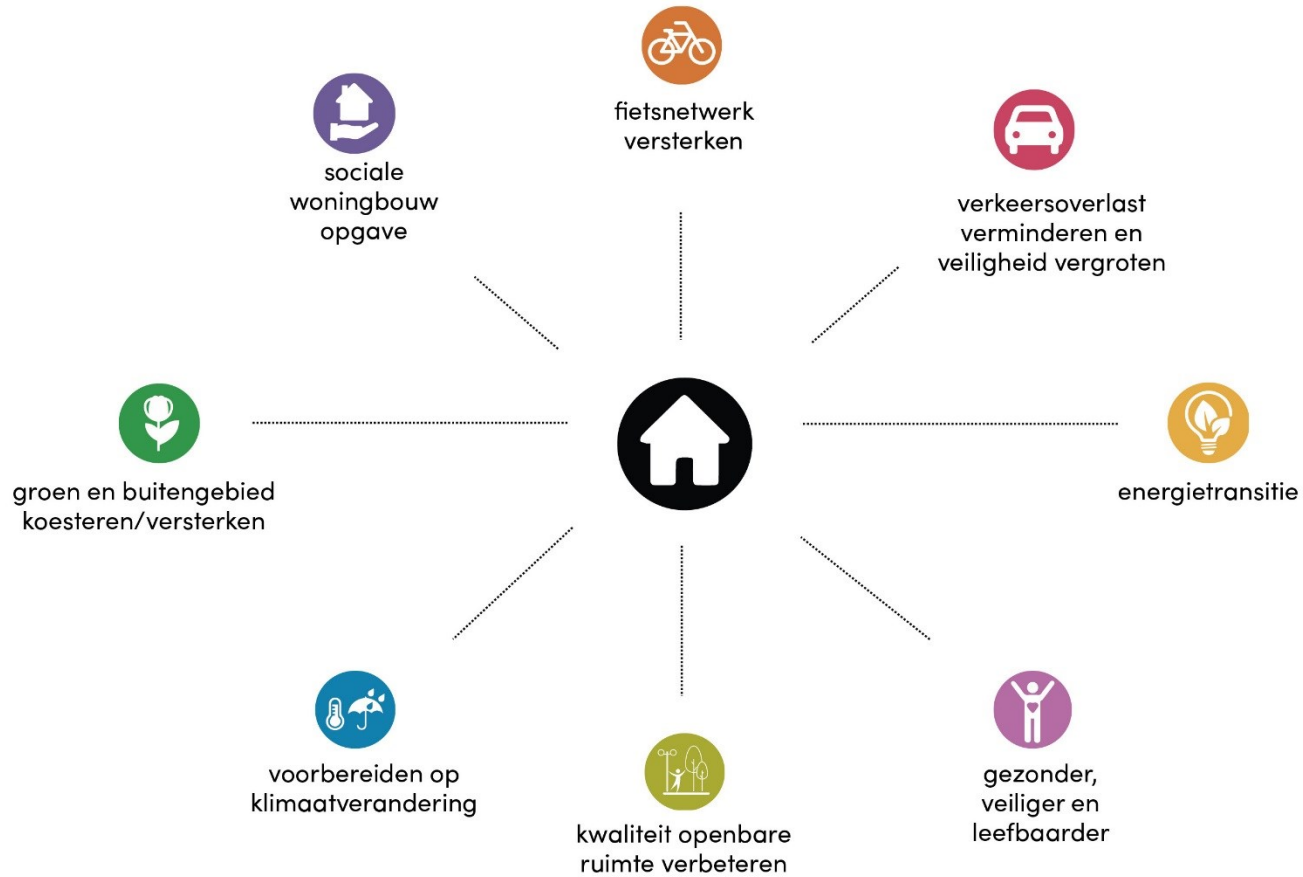 fietsnetwerk
versterken
sociale
woningbouw
opgave
verkeersoverlast
verminderen en
veiligheid vergroten
groen en buitengebied
koesteren/versterken
energietransitie
voorbereiden op
klimaatverandering
kwaliteit openbare
ruimte verbeteren
gezonder,
veiliger en
leefbaarder